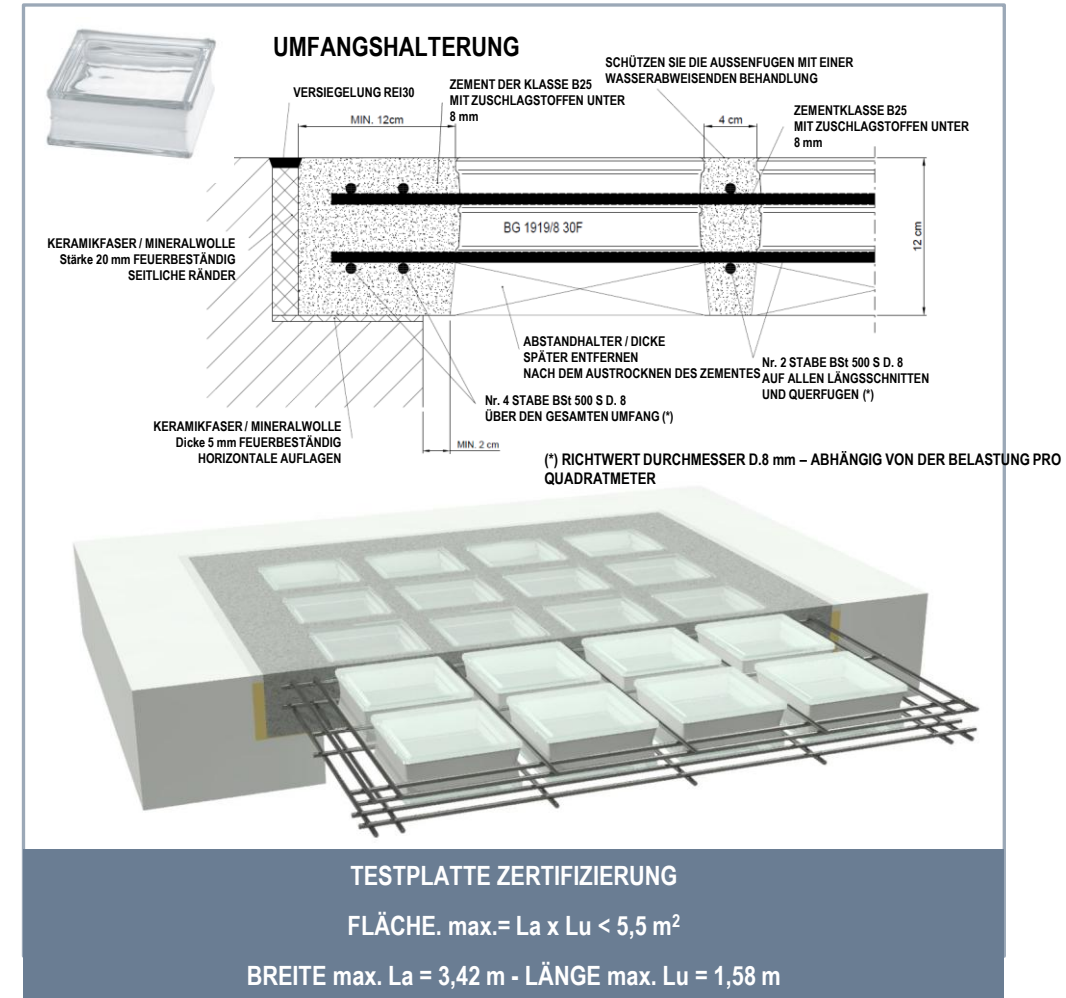 UMFANGSHALTERUNG
SCHÜTZEN SIE DIE AUSSENFUGEN MIT EINER
WASSERABWEISENDEN BEHANDLUNG
VERSIEGELUNG REI30
ZEMENT DER KLASSE B25
MIT ZUSCHLAGSTOFFEN UNTER
8 mm
ZEMENTKLASSE B25
MIT ZUSCHLAGSTOFFEN UNTER
8 mm
MIN. 12cm
4 cm
BG 1919/8 30F
12 cm
KERAMIKFASER / MINERALWOLLE
Stärke 20 mm FEUERBESTÄNDIG
SEITLICHE RÄNDER
ABSTANDHALTER / DICKE
SPÄTER ENTFERNEN
NACH DEM AUSTROCKNEN DES ZEMENTES
Nr. 2 STABE BSt 500 S D. 8
AUF ALLEN LÄNGSSCHNITTEN
UND QUERFUGEN (*)
Nr. 4 STABE BSt 500 S D. 8
ÜBER DEN GESAMTEN UMFANG (*)
KERAMIKFASER / MINERALWOLLE
Dicke 5 mm FEUERBESTÄNDIG
HORIZONTALE AUFLAGEN
MIN. 2 cm
(*) RICHTWERT DURCHMESSER D.8 mm – ABHÄNGIG VON DER BELASTUNG PRO
QUADRATMETER
TESTPLATTE ZERTIFIZIERUNG
FLÄCHE. max.= La x Lu < 5,5 m²
BREITE max. La = 3,42 m - LÄNGE max. Lu = 1,58 m